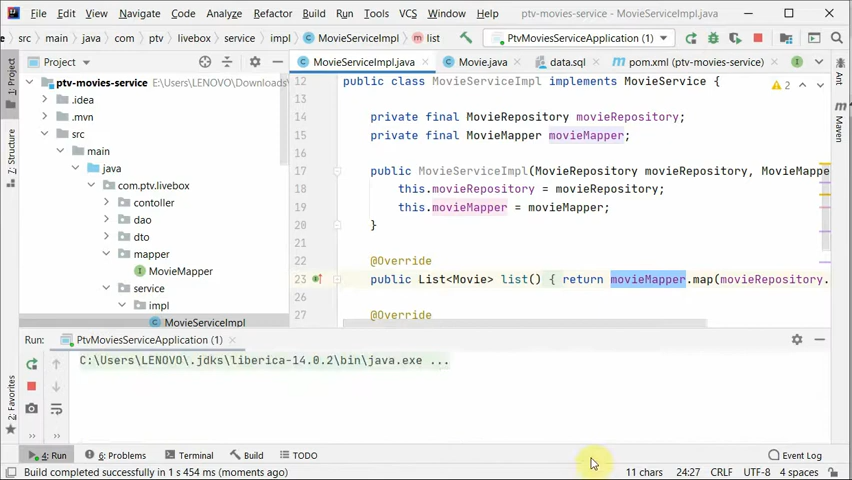 File Edit View Navigate Code Analyze Refactor Build Run Tools VCS Window Help ptv-movies-service - MovieServiceImpl.java
src main java com ptv livebox service impl MovieServiceImpl list PtvMoviesServiceApplication (1)
Project
MovieServiceImpl.java Movie.java data.sql pom.xml (ptv-movies-service)
ptv-movies-service E:\Users\LENOVO\Downloads
.idea
.mvn
src
main
java
com.ptv.livebox
contoller
dao
dto
mapper
MovieMapper
service
impl
MovieServiceImpl
12 public class MovieServiceImpl implements MovieService {
2
13
14 private final MovieRepository movieRepository;
15 private final MovieMapper movieMapper;
16
17 public MovieServiceImpl(MovieRepository movieRepository, MovieMappe
18 this.movieRepository = movieRepository;
19 this.movieMapper = movieMapper;
20 }
21
22 @Override
23 public List<Movie> list() { return movieMapper.map(movieRepository.
26
27 @Override
1: Project
7: Structure
2: Favorites
Ant
Maven
Run: PtvMoviesServiceApplication (1)
C:\Users\LENOVO\.jdks\liberica-14.0.2\bin\java.exe ...
4: Run 6: Problems Terminal Build TODO Event Log
Build completed successfully in 1 s 454 ms (moments ago) 11 chars 24:27 CRLF UTF-8 4 spaces